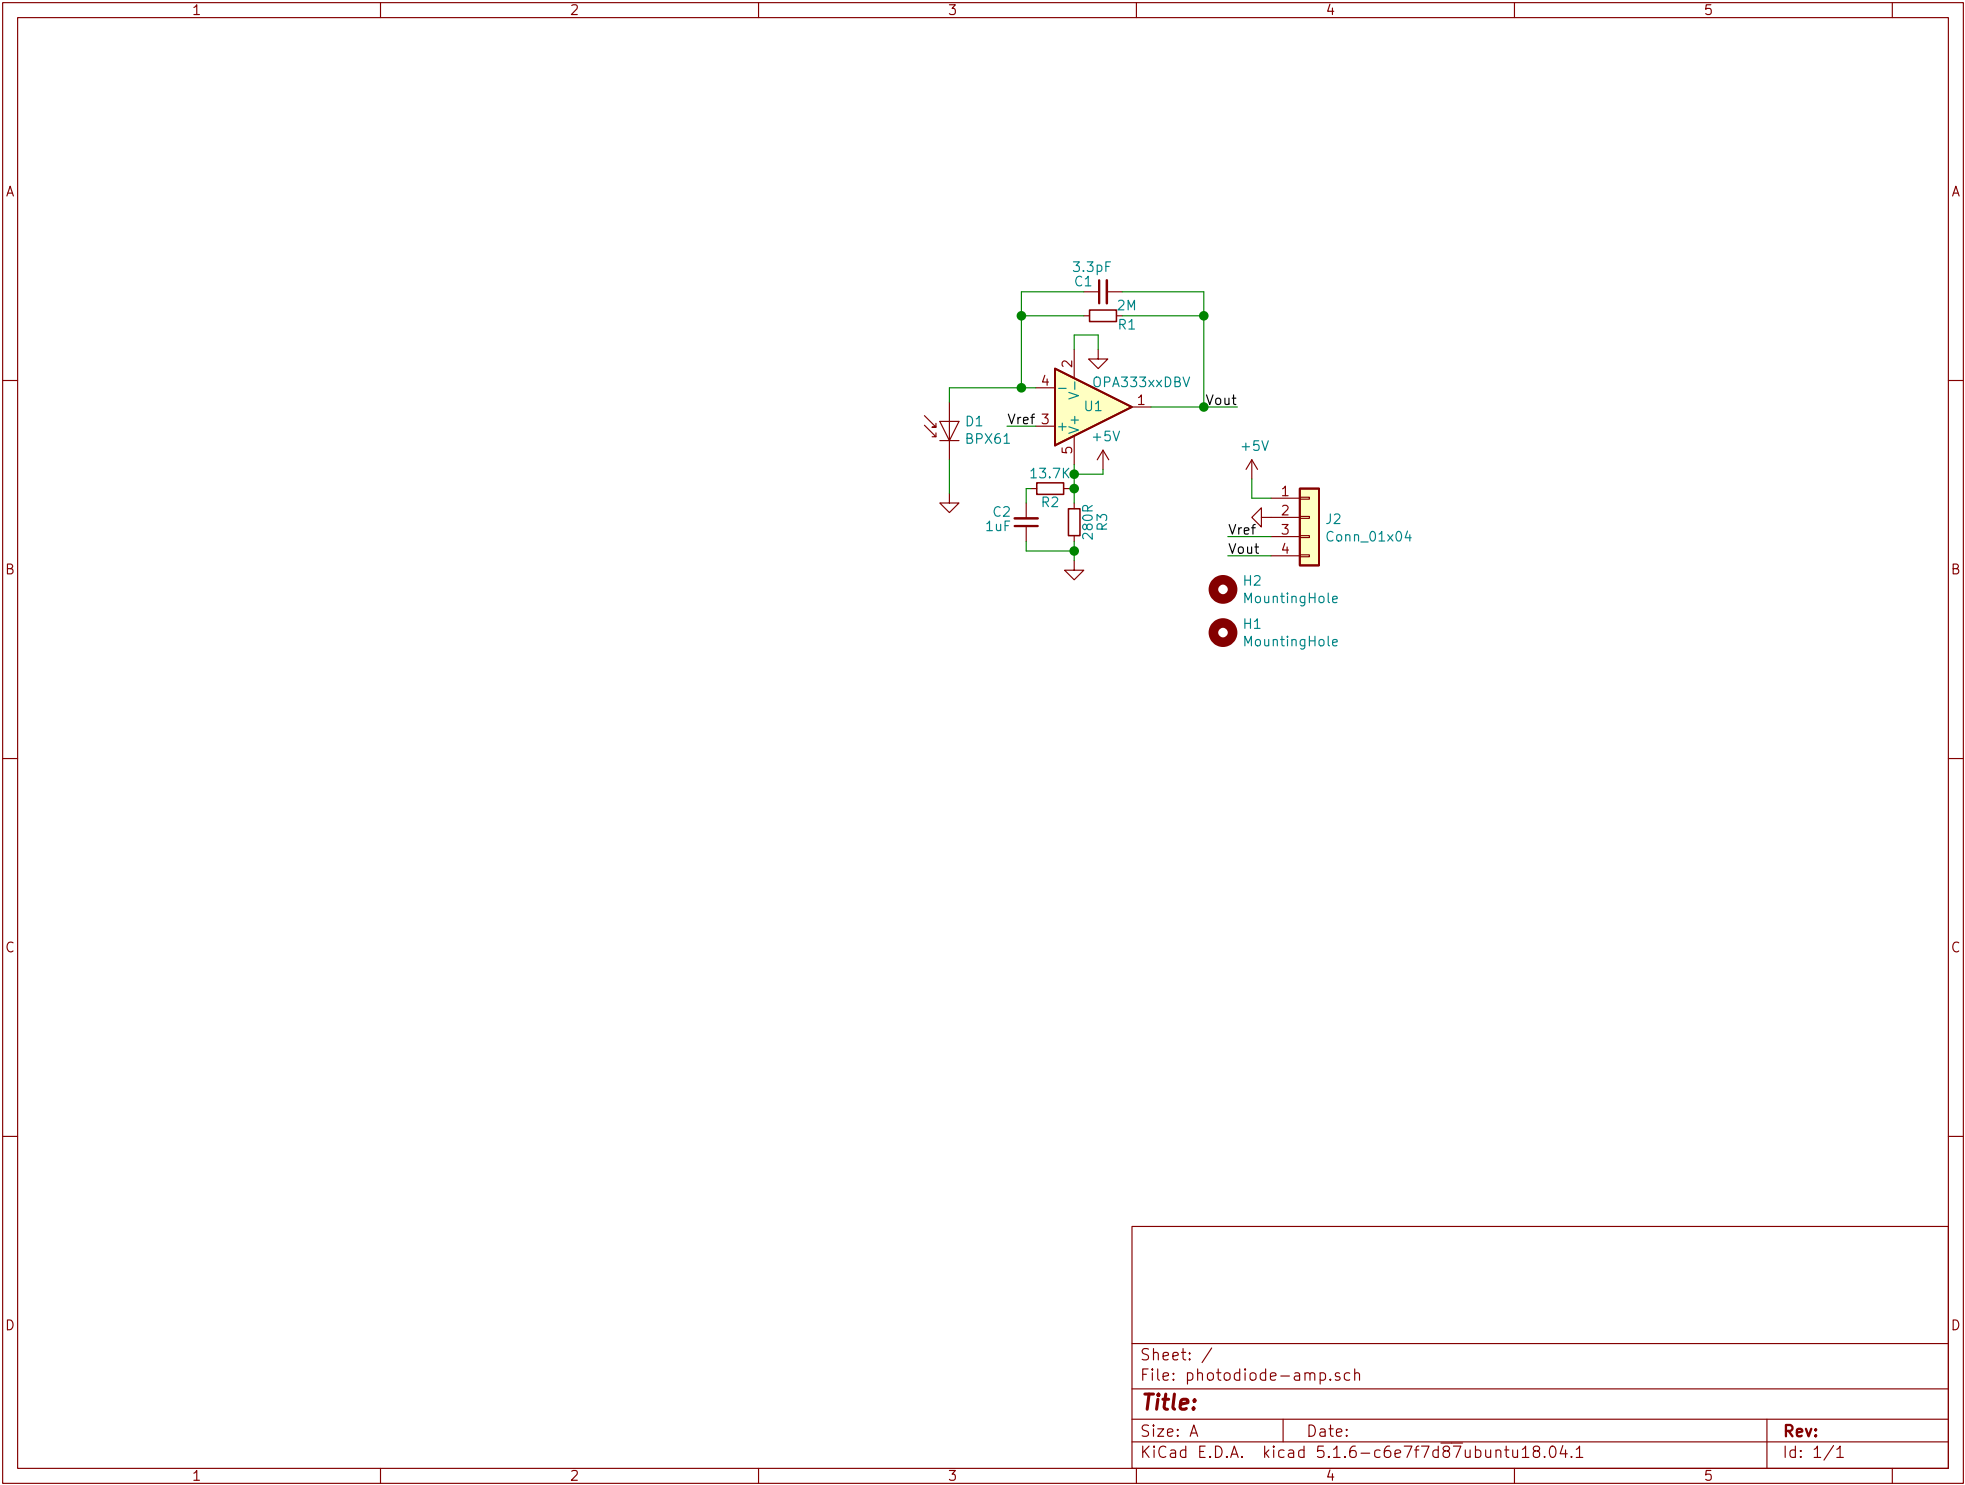 1 2 3 4 5
A A
3.3pF
C1
2M
R1
2
OPA333xxDBV
4
−
V−
U1
1
Vout
Vref
3
+
V+
+5V
5
D1
BPX61
13.7K
R2
280R
R3
C2
1uF
+5V
1
2
Vref
3
Vout
4
J2
Conn_01x04
B B
H2
MountingHole
H1
MountingHole
C C
D D
Sheet: /
File: photodiode-amp.sch
Title:
Size: A Date: Rev:
KiCad E.D.A. kicad 5.1.6-c6e7f7d87ubuntu18.04.1 Id: 1/1
1 2 3 4 5